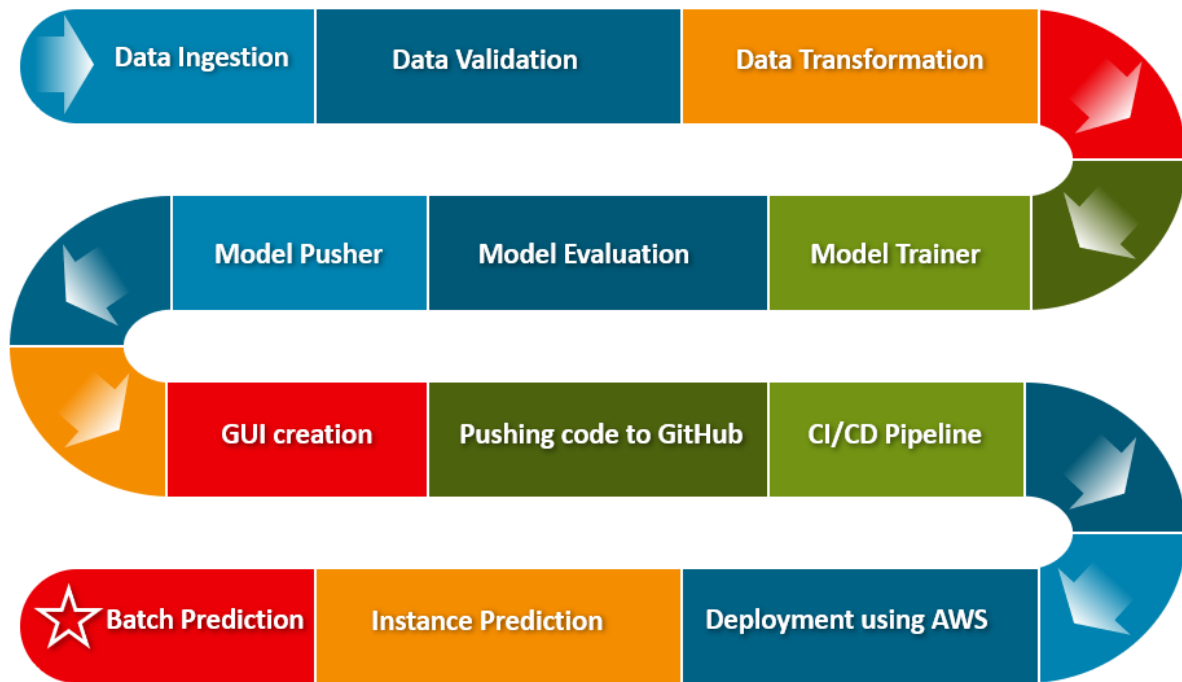 Data Ingestion
Data Validation
Data Transformation
Model Pusher
Model Evaluation
Model Trainer
GUI creation
Pushing code to GitHub
CI/CD Pipeline
Batch Prediction
Instance Prediction
Deployment using AWS